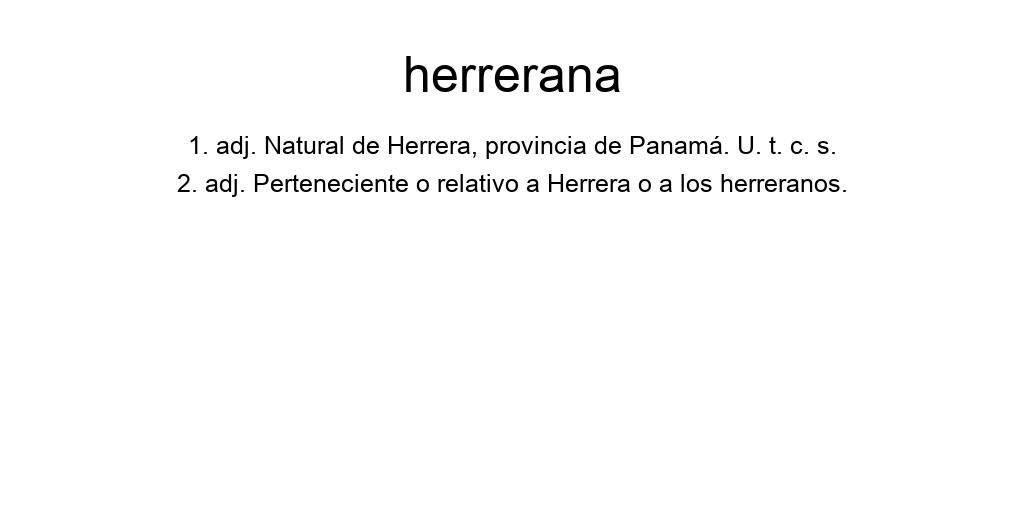 herrerana
1. adj. Natural de Herrera, provincia de Panamá. U. t. c. s.
2. adj. Perteneciente o relativo a Herrera o a los herreranos.